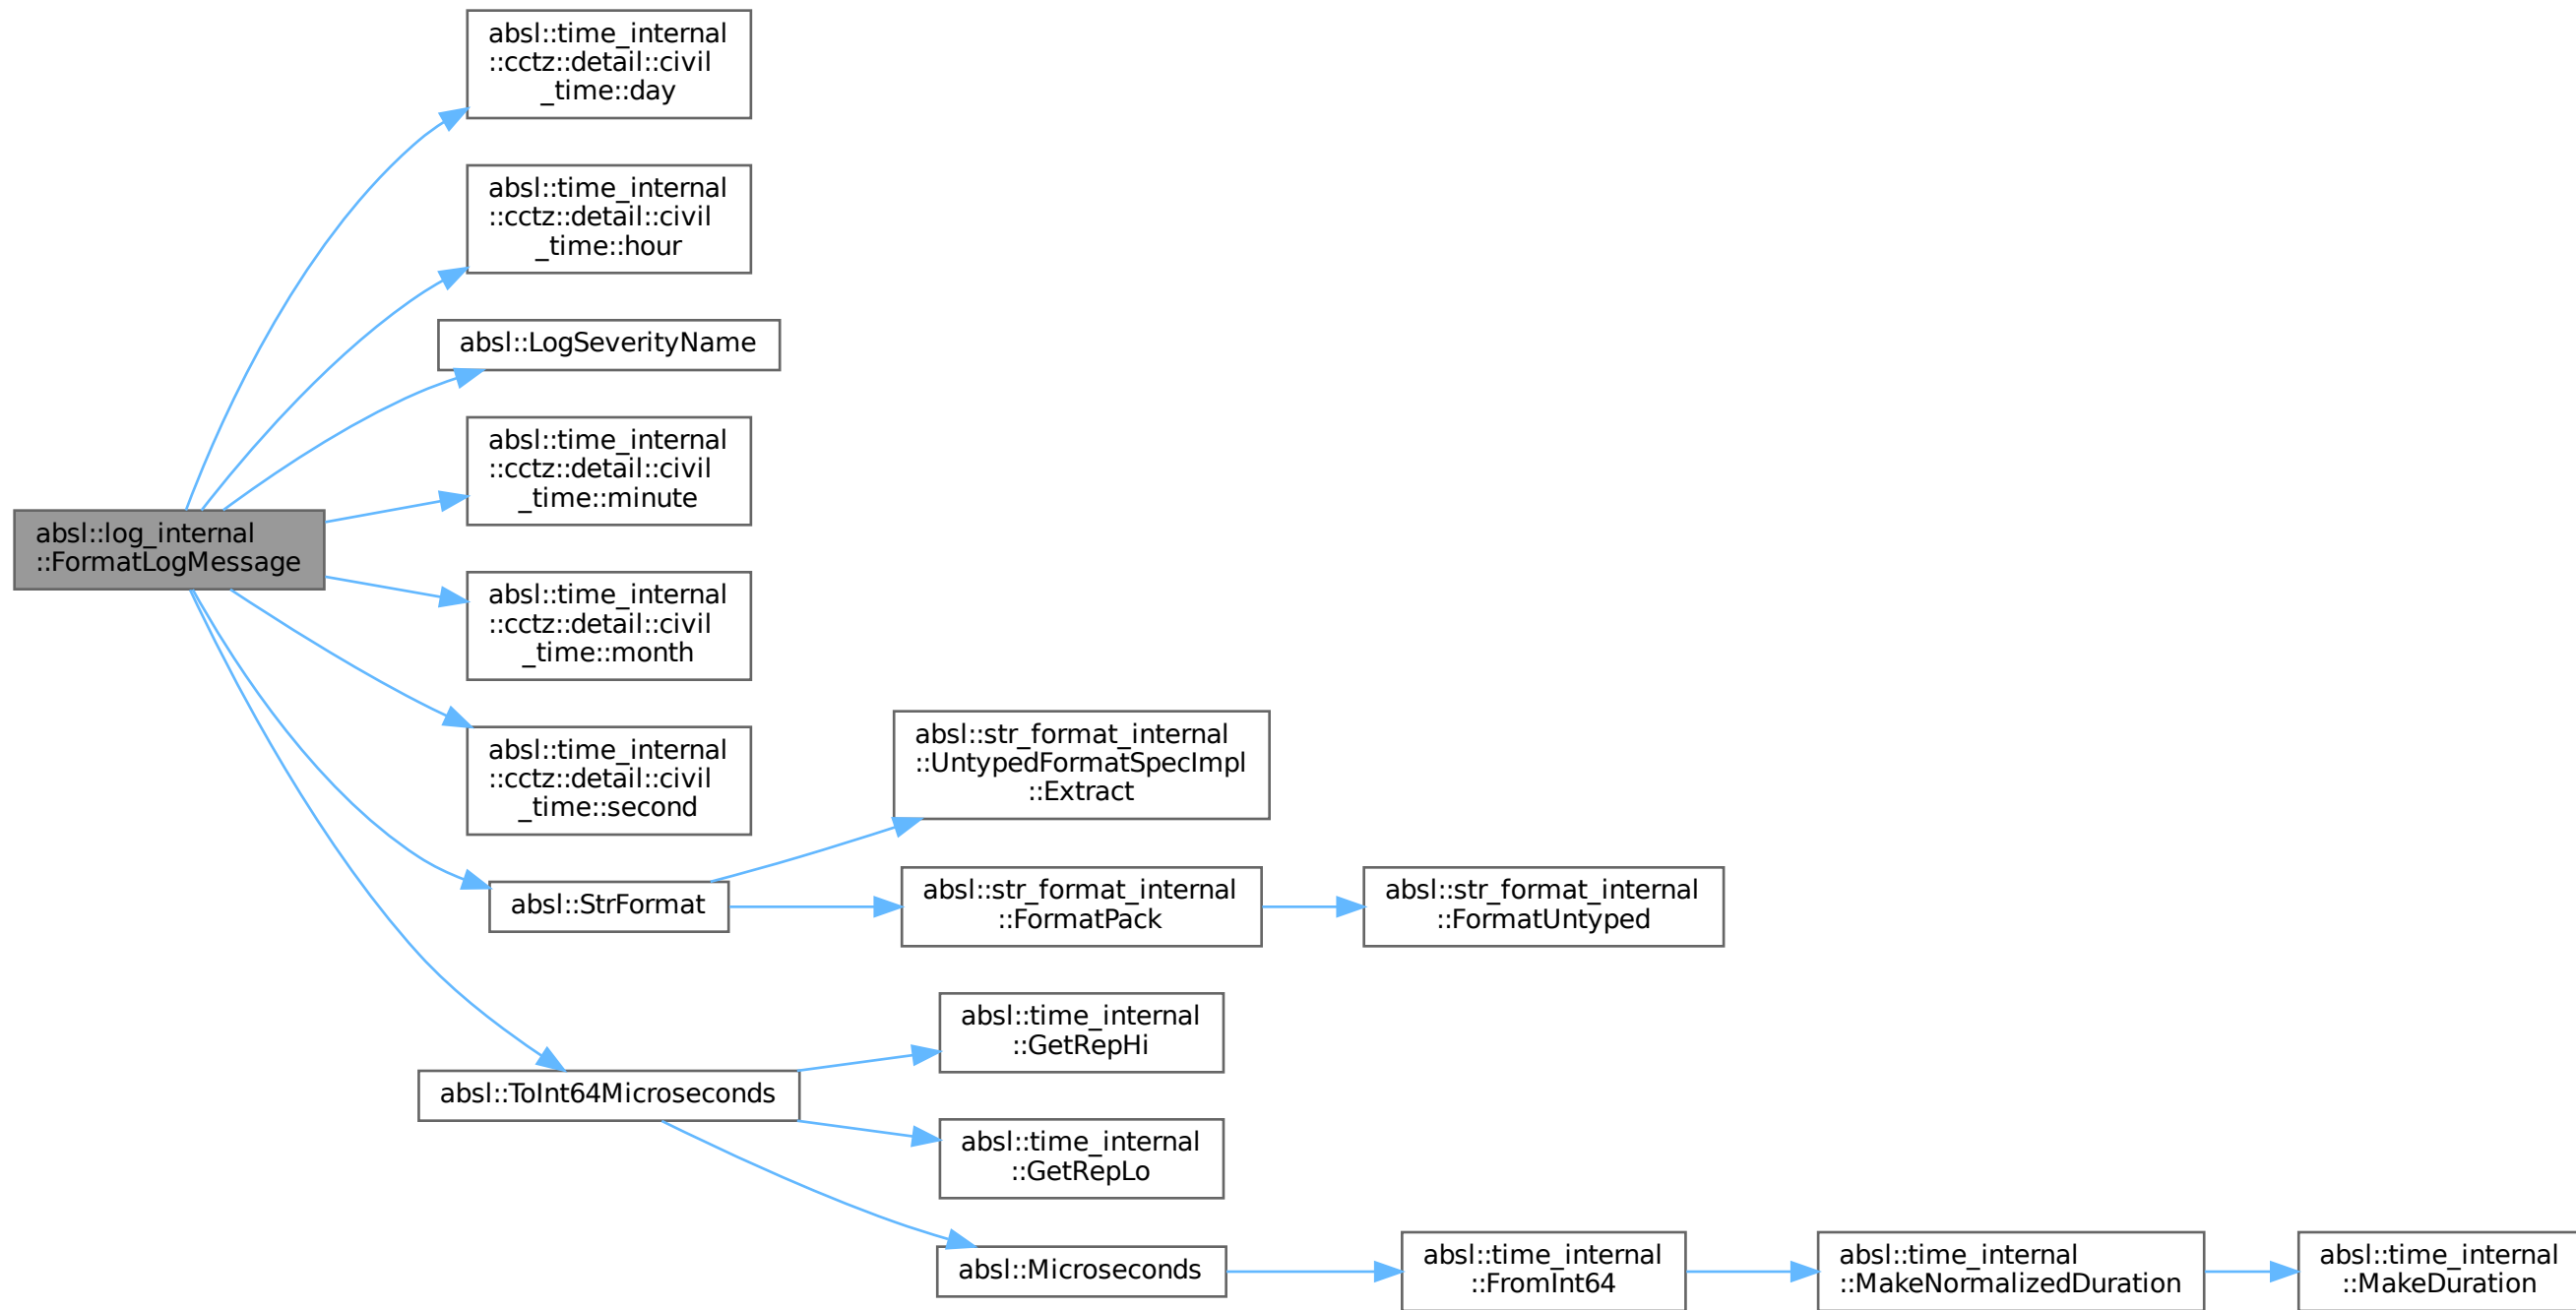 absl::time_internal
::cctz::detail::civil
_time::day
absl::time_internal
::cctz::detail::civil
_time::hour
absl::LogSeverityName
absl::time_internal
::cctz::detail::civil
_time::minute
absl::log_internal
::FormatLogMessage
absl::time_internal
::cctz::detail::civil
_time::month
absl::time_internal
::cctz::detail::civil
_time::second
absl::str_format_internal
::UntypedFormatSpecImpl
::Extract
absl::StrFormat
absl::str_format_internal
::FormatPack
absl::str_format_internal
::FormatUntyped
absl::time_internal
::GetRepHi
absl::ToInt64Microseconds
absl::time_internal
::GetRepLo
absl::Microseconds
absl::time_internal
::FromInt64
absl::time_internal
::MakeNormalizedDuration
absl::time_internal
::MakeDuration